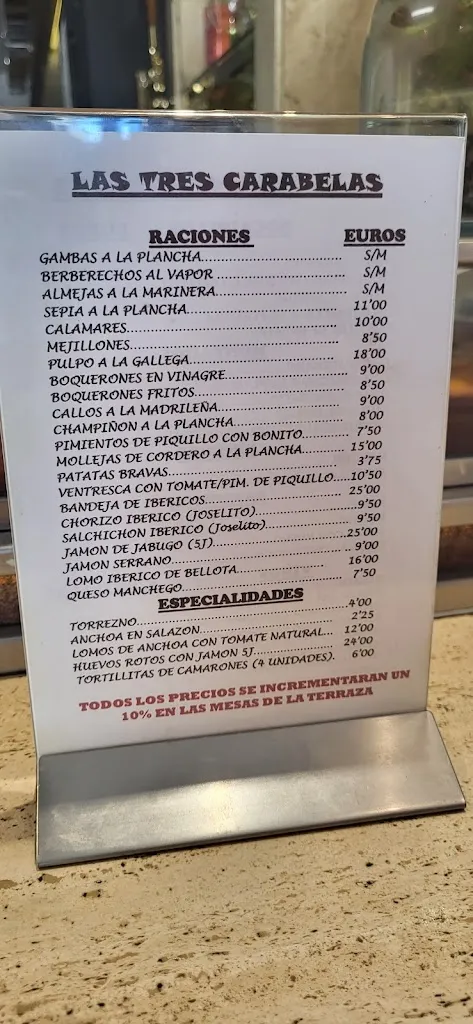 LAS TRES CARABELAS
RACIONES EUROS
GAMBAS A LA PLANCHA........ S/M
BERBERECHOS AL VAPOR........ S/M
ALMEJAS A LA MARINERA........ S/M
SEPIA A LA PLANCHA........ 11'00
CALAMARES........ 10'00
MEJILLONES........ 8'50
PULPO A LA GALLEGA........ 18'00
BOQUERONES EN VINAGRE........ 9'00
BOQUERONES FRITOS........ 8'50
CALLOS A LA MADRILEÑA........ 9'00
CHAMPIÑON A LA PLANCHA........ 8'00
PIMIENTOS DE PIQUILLO CON BONITO........ 7'50
MOLLEJAS DE CORDERO A LA PLANCHA........ 15'00
PATATAS BRAVAS........ 3'75
VENTRESCA CON TOMATE/PIM. DE PIQUILLO.....10'50
BANDEJA DE IBERICOS........ 25'00
CHORIZO IBERICO (JOSELITO)........9'50
SALCHICHON IBERICO (Joselito)........ 9'50
JAMON DE JABUGO (5J)........25'00
JAMON SERRANO........ 9'00
LOMO IBERICO DE BELLOTA........ 16'00
QUESO MANCHEGO........ 7'50
ESPECIALIDADES
TORREZNO........4'00
ANCHOA EN SALAZON........ 2'25
LOMOS DE ANCHOA CON TOMATE NATURAL... 12'00
HUEVOS ROTOS CON JAMON 5J........ 24'00
TORTILLITAS DE CAMARONES (4 UNIDADES). 6'00
TODOS LOS PRECIOS SE INCREMENTARAN UN
10% EN LAS MESAS DE LA TERRAZA